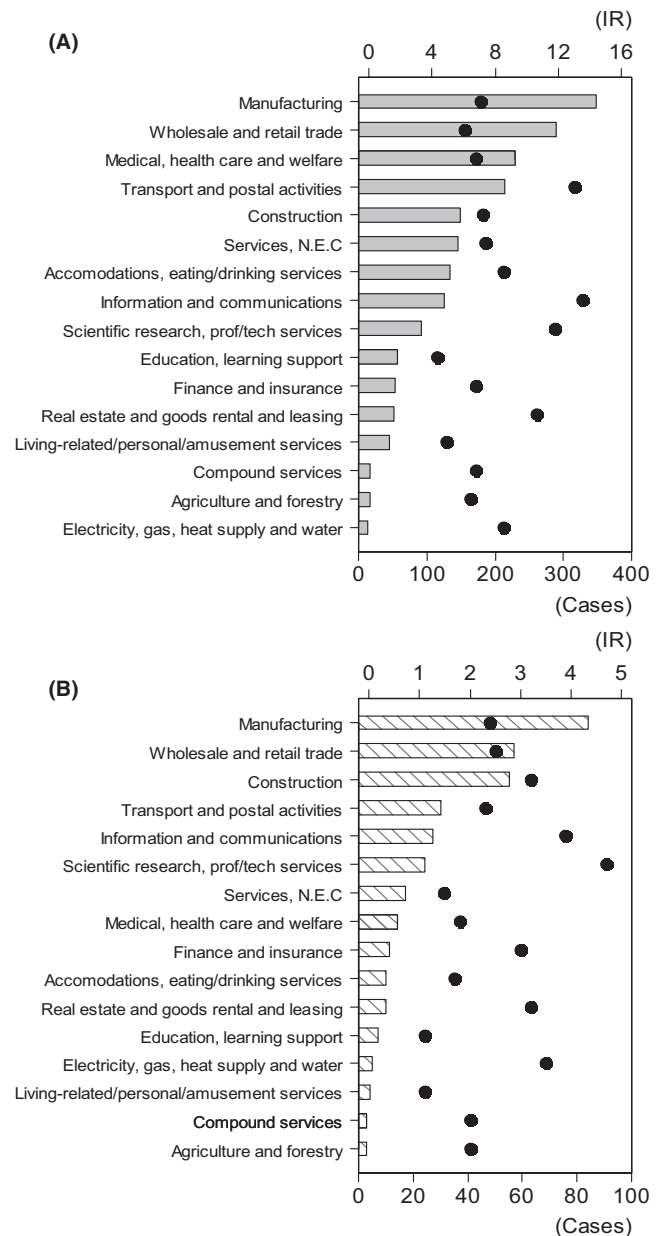 (A)
(IR)
0 4 8 12 16
Manufacturing
Wholesale and retail trade
Medical, health care and welfare
Transport and postal activities
Construction
Services, N.E.C
Accomodations, eating/drinking services
Information and communications
Scientific research, prof/tech services
Education, learning support
Finance and insurance
Real estate and goods rental and leasing
Living-related/personal/amusement services
Compound services
Agriculture and forestry
Electricity, gas, heat supply and water
0 100 200 300 400
(Cases)
(IR)
(B)
0 1 2 3 4 5
Manufacturing
Wholesale and retail trade
Construction
Transport and postal activities
Information and communications
Scientific research, prof/tech services
Services, N.E.C
Medical, health care and welfare
Finance and insurance
Accomodations, eating/drinking services
Real estate and goods rental and leasing
Education, learning support
Electricity, gas, heat supply and water
Living-related/personal/amusement services
Compound services
Agriculture and forestry
0 20 40 60 80 100
(Cases)